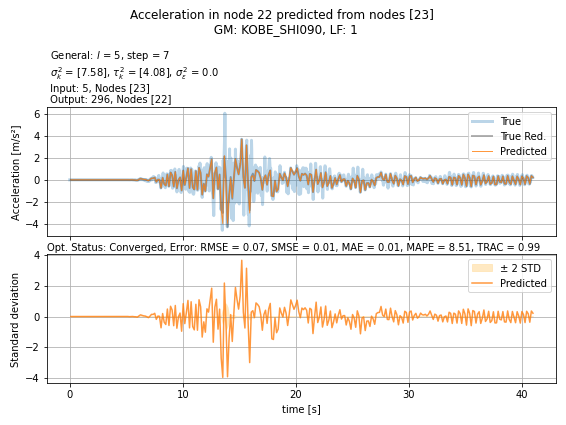 Acceleration in node 22 predicted from nodes [23]
GM: KOBE_SHI090, LF: 1
General: l = 5, step = 7
σ²ₖ = [7.58], τ²ₖ = [4.08], σ²ₑ = 0.0
Input: 5, Nodes [23]
Output: 296, Nodes [22]
6
4
2
0
−2
−4
Acceleration [m/s²]
True
True Red.
Predicted
Opt. Status: Converged, Error: RMSE = 0.07, SMSE = 0.01, MAE = 0.01, MAPE = 8.51, TRAC = 0.99
4
2
0
−2
−4
Standard deviation
± 2 STD
Predicted
0 10 20 30 40
time [s]